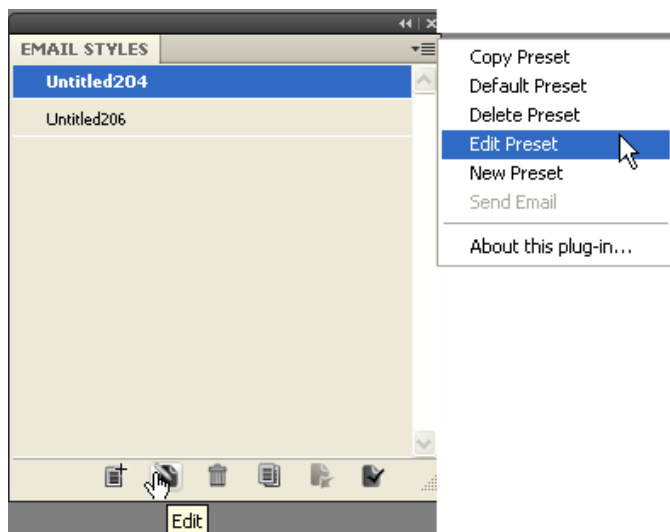 EMAIL STYLES
Untitled204
Untitled206
Edit
Copy Preset
Default Preset
Delete Preset
Edit Preset
New Preset
Send Email
About this plug-in...